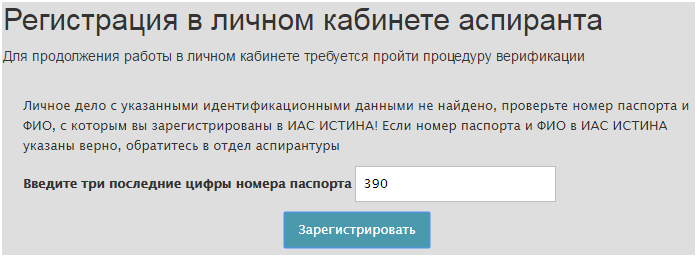 Регистрация в личном кабинете аспиранта
Для продолжения работы в личном кабинете требуется пройти процедуру верификации
Личное дело с указанными идентификационными данными не найдено, проверьте номер паспорта и
ФИО, с которым вы зарегистрированы в ИАС ИСТИНА! Если номер паспорта и ФИО в ИАС ИСТИНА
указаны верно, обратитесь в отдел аспирантуры
Введите три последние цифры номера паспорта 390
Зарегистрировать